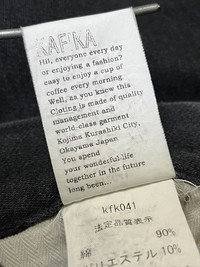 KAFIKA
Hi!, everyone every day
or enjoying a fashion?
easy to enjoy a cup of
coffee every morning
Well, as you know this
Cloting is made of quality
management and
world-class garment
Kojima Kurashiki City,
Okayama Japan
You spend
your wonderful life
together in the future
long been...
kfk041
法定品質表示
綿 90%
ポリエステル 10%